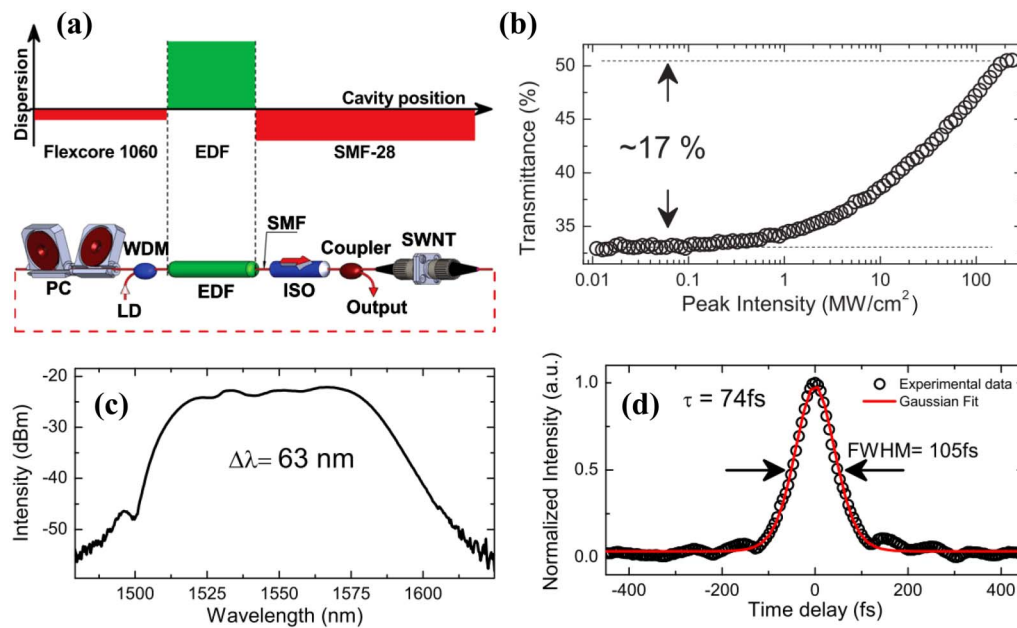 (a)
Dispersion
Cavity position
Flexcore 1060
EDF
SMF-28
PC
WDM
LD
EDF
SMF
ISO
Coupler
Output
SWNT
(b)
Transmittance (%)
50
45
40
35
~17 %
0.01
0.1
1
10
100
Peak Intensity (MW/cm²)
(c)
Intensity (dBm)
-20
-30
-40
-50
Δλ= 63 nm
1500
1525
1550
1575
1600
Wavelength (nm)
(d)
Normalized Intensity (a.u.)
1.0
0.5
0.0
τ = 74fs
Experimental data
Gaussian Fit
FWHM= 105fs
-400
-200
0
200
400
Time delay (fs)